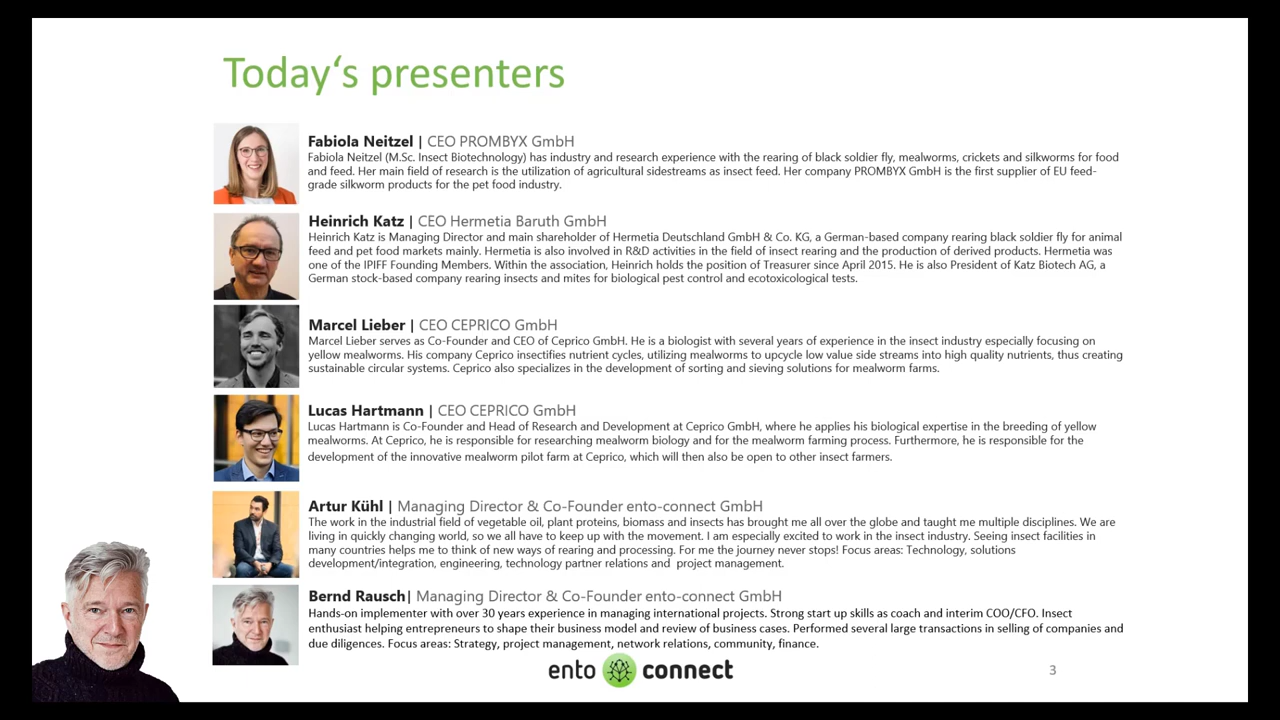 Today‘s presenters
Fabiola Neitzel | CEO PROMBYX GmbH
Fabiola Neitzel (M.Sc. Insect Biotechnology) has industry and research experience with the rearing of black soldier fly, mealworms, crickets and silkworms for food
and feed. Her main field of research is the utilization of agricultural sidestreams as insect feed. Her company PROMBYX GmbH is the first supplier of EU feed-
grade silkworm products for the pet food industry.
Heinrich Katz | CEO Hermetia Baruth GmbH
Heinrich Katz is Managing Director and main shareholder of Hermetia Deutschland GmbH & Co. KG, a German-based company rearing black soldier fly for animal
feed and pet food markets mainly. Hermetia is also involved in R&D activities in the field of insect rearing and the production of derived products. Hermetia was
one of the IPIFF Founding Members. Within the association, Heinrich holds the position of Treasurer since April 2015. He is also President of Katz Biotech AG, a
German stock-based company rearing insects and mites for biological pest control and ecotoxicological tests.
Marcel Lieber | CEO CEPRICO GmbH
Marcel Lieber serves as Co-Founder and CEO of Ceprico GmbH. He is a biologist with several years of experience in the insect industry especially focusing on
yellow mealworms. His company Ceprico insectifies nutrient cycles, utilizing mealworms to upcycle low value side streams into high quality nutrients, thus creating
sustainable circular systems. Ceprico also specializes in the development of sorting and sieving solutions for mealworm farms.
Lucas Hartmann | CEO CEPRICO GmbH
Lucas Hartmann is Co-Founder and Head of Research and Development at Ceprico GmbH, where he applies his biological expertise in the breeding of yellow
mealworms. At Ceprico, he is responsible for researching mealworm biology and for the mealworm farming process. Furthermore, he is responsible for the
development of the innovative mealworm pilot farm at Ceprico, which will then also be open to other insect farmers.
Artur Kühl | Managing Director & Co-Founder ento-connect GmbH
The work in the industrial field of vegetable oil, plant proteins, biomass and insects has brought me all over the globe and taught me multiple disciplines. We are
living in quickly changing world, so we all have to keep up with the movement. I am especially excited to work in the insect industry. Seeing insect facilities in
many countries helps me to think of new ways of rearing and processing. For me the journey never stops! Focus areas: Technology, solutions
development/integration, engineering, technology partner relations and  project management.
Bernd Rausch| Managing Director & Co-Founder ento-connect GmbH
Hands-on implementer with over 30 years experience in managing international projects. Strong start up skills as coach and interim COO/CFO. Insect
enthusiast helping entrepreneurs to shape their business model and review of business cases. Performed several large transactions in selling of companies and
due diligences. Focus areas: Strategy, project management, network relations, community, finance.
ento connect
3